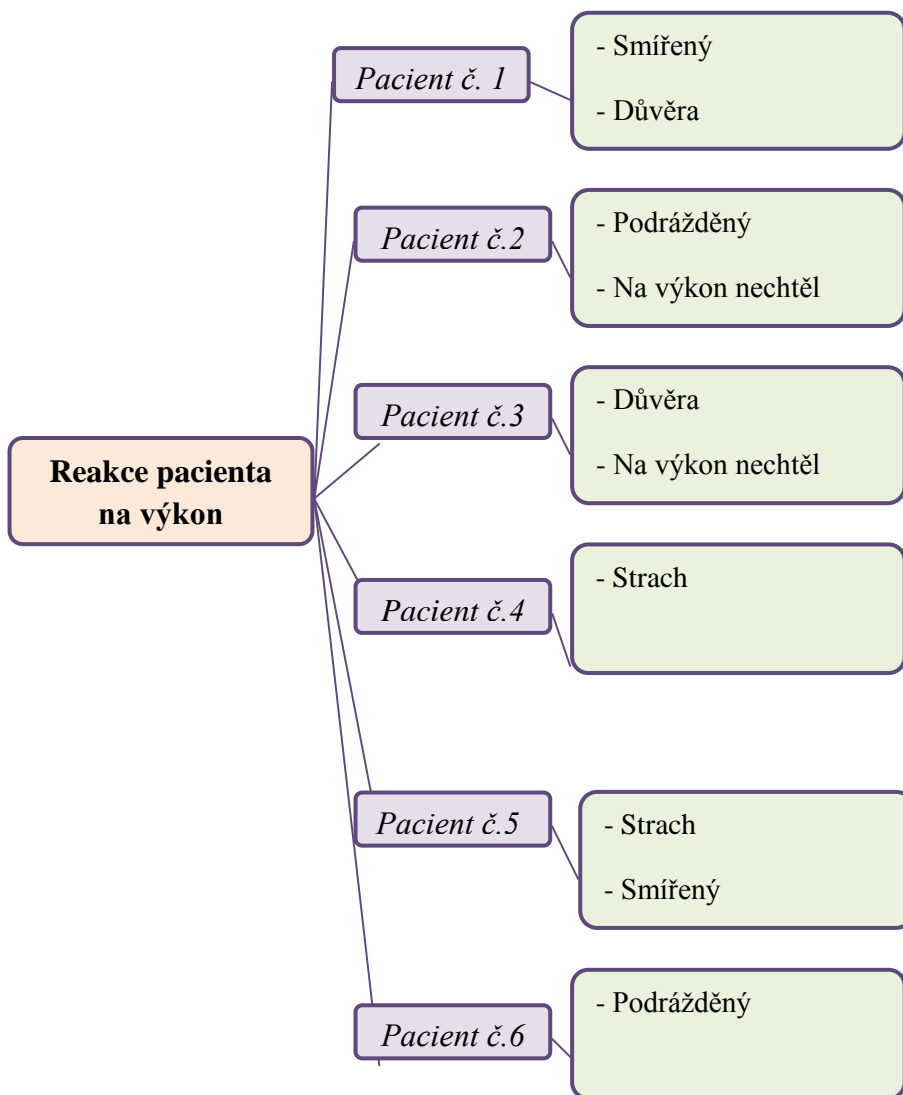 Reakce pacienta
na výkon
Pacient č. 1
- Smířený
- Důvěra
Pacient č.2
- Podrážděný
- Na výkon nechtěl
Pacient č.3
- Důvěra
- Na výkon nechtěl
Pacient č.4
- Strach
Pacient č.5
- Strach
- Smířený
Pacient č.6
- Podrážděný